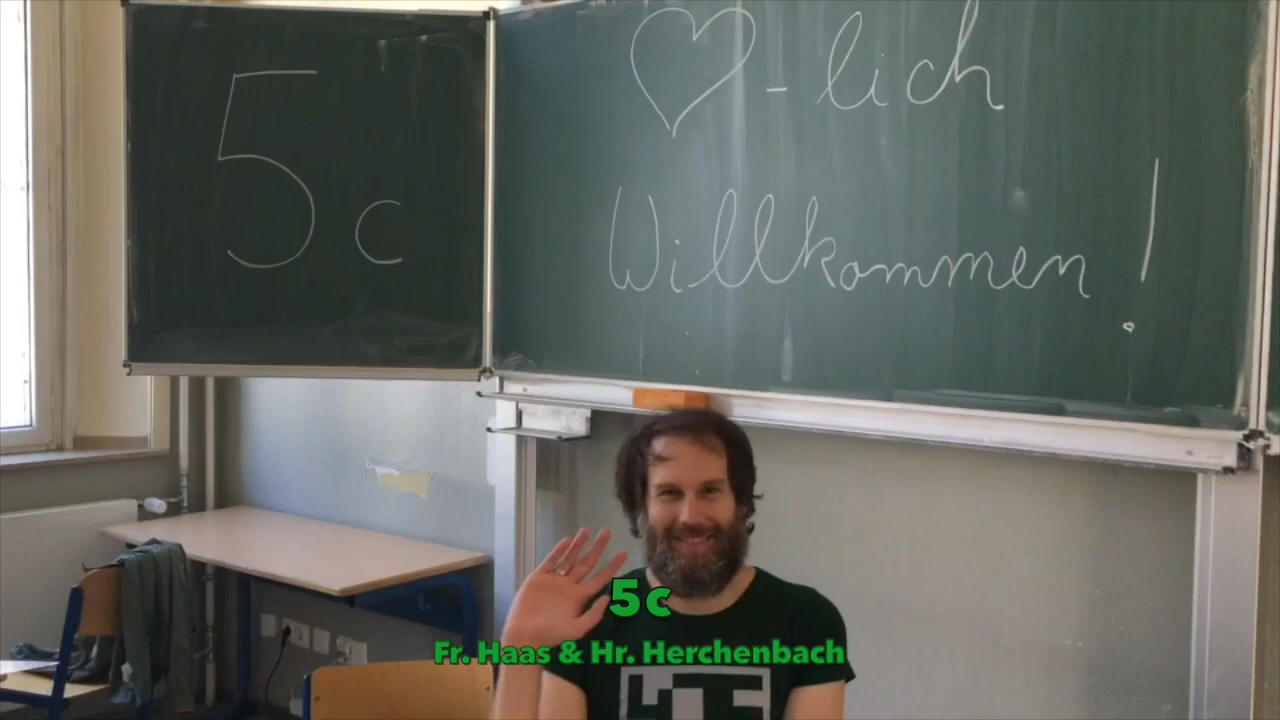 5c
♡-lich
Willkommen!
5c
Fr. Haas & Hr. Herchenbach